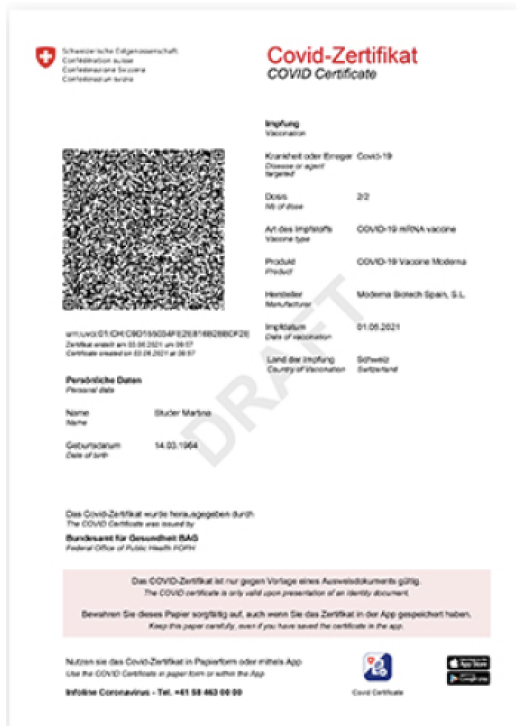 Schweizerische Eidgenossenschaft
Confédération suisse
Confederazione Svizzera
Confederaziun svizra
Covid-Zertifikat
COVID Certificate
Impfung
Vaccination
Krankheit oder Erreger Covid-19
Disease or agent
targeted
Dosis 2/2
Nb of dose
Art des Impfstoffs COVID-19 mRNA vaccine
Vaccine type
Produkt COVID-19 Vaccine Moderna
Product
Hersteller Moderna Biotech Spain, S.L.
Manufacturer
Impfdatum 01.06.2021
Date of vaccination
Land der Impfung Schweiz
Country of Vaccination Switzerland
Zertifikat erstellt am 03.06.2021 um 09:57
Certificate created on 03.06.2021 at 09:57
Persönliche Daten
Personal data
Name Studer Martina
Name
Geburtsdatum 14.03.1964
Date of birth
DRAFT
Das Covid-Zertifikat wurde herausgegeben durch
The COVID Certificate was issued by
Bundesamt für Gesundheit BAG
Federal Office of Public Health FOPH
Das COVID-Zertifikat ist nur gegen Vorlage eines Ausweisdokuments gültig.
The COVID certificate is only valid upon presentation of an identity document.
Bewahren Sie dieses Papier sorgfältig auf, auch wenn Sie das Zertifikat in der App gespeichert haben.
Keep this paper carefully, even if you have saved the certificate in the app.
Nutzen sie das Covid-Zertifikat in Papierform oder mittels App
Use the COVID Certificate in paper form or within the App
Infoline Coronavirus - Tel. +41 58 463 00 00
Covid Certificate
App Store
Google Play